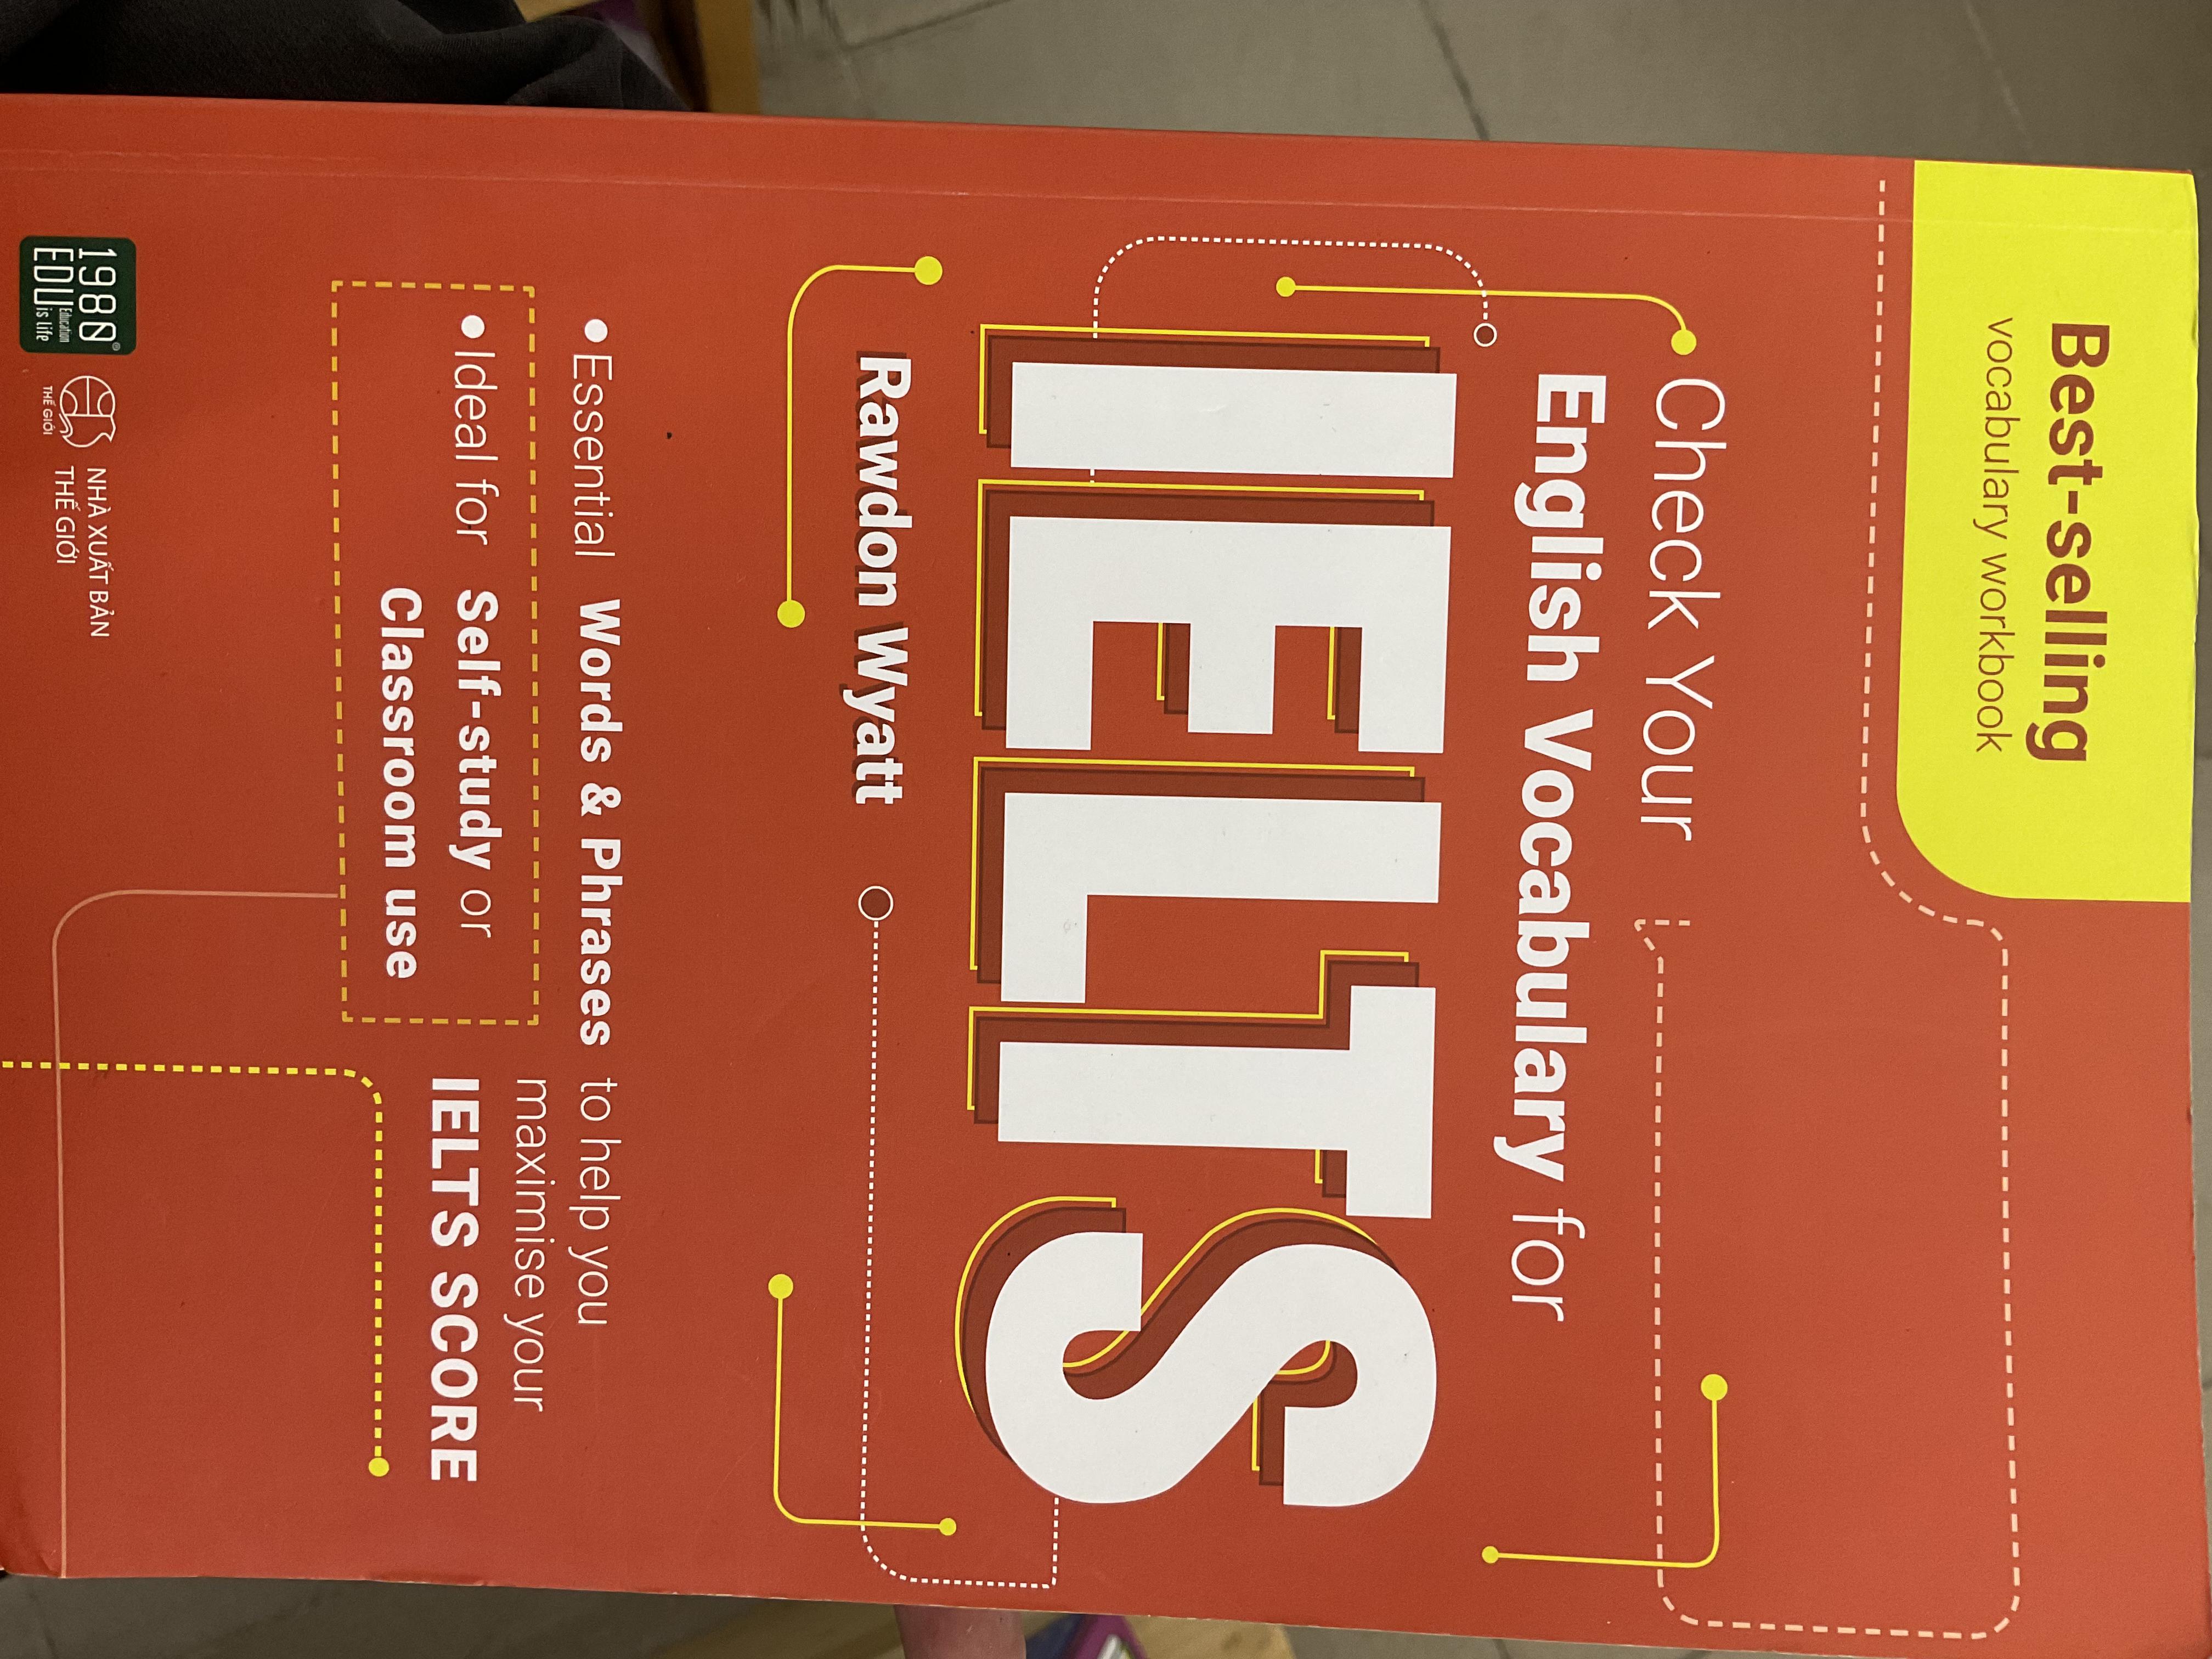 Best-selling
vocabulary workbook
Check Your
English Vocabulary for
IELTS
Rawdon Wyatt
•Essential Words & Phrases to help you
maximise your
IELTS SCORE
•Ideal for Self-study or
Classroom use
1980®
EDU Education
is life
THẾ GIỚI
NHÀ XUẤT BẢN
THẾ GIỚI